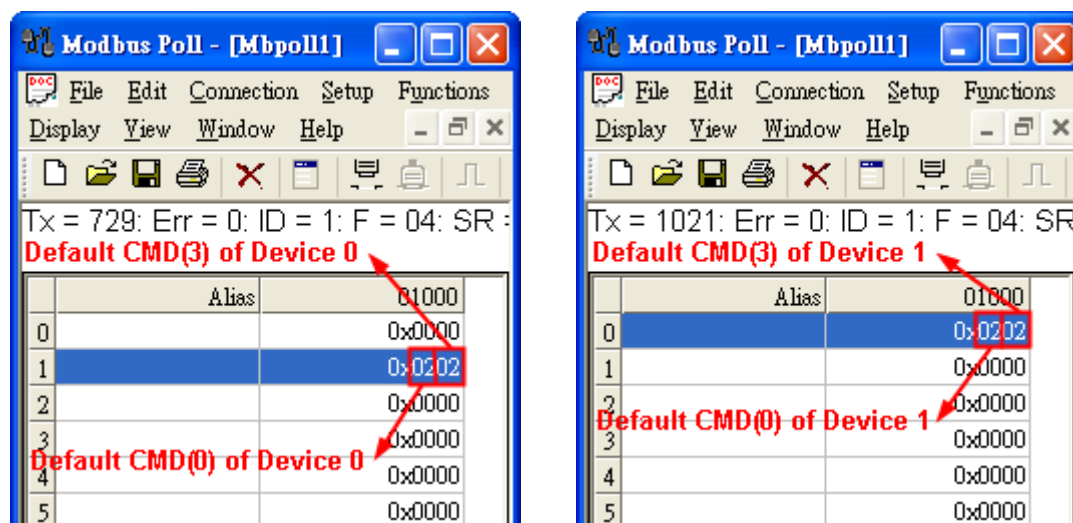 Modbus Poll - [Mbpoll1]
File Edit Connection Setup Functions
Display View Window Help
Tx = 729: Err = 0: ID = 1: F = 04: SR =
Default CMD(3) of Device 0
Alias 01000
0 0x0000
1 0x0202
2 0x0000
3 0x0000
Default CMD(0) of Device 0
4 0x0000
5 0x0000
Modbus Poll - [Mbpoll1]
File Edit Connection Setup Functions
Display View Window Help
Tx = 1021: Err = 0: ID = 1: F = 04: SR
Default CMD(3) of Device 1
Alias 01000
0 0x0202
1 0x0000
2 0x0000
Default CMD(0) of Device 1
3 0x0000
4 0x0000
5 0x0000